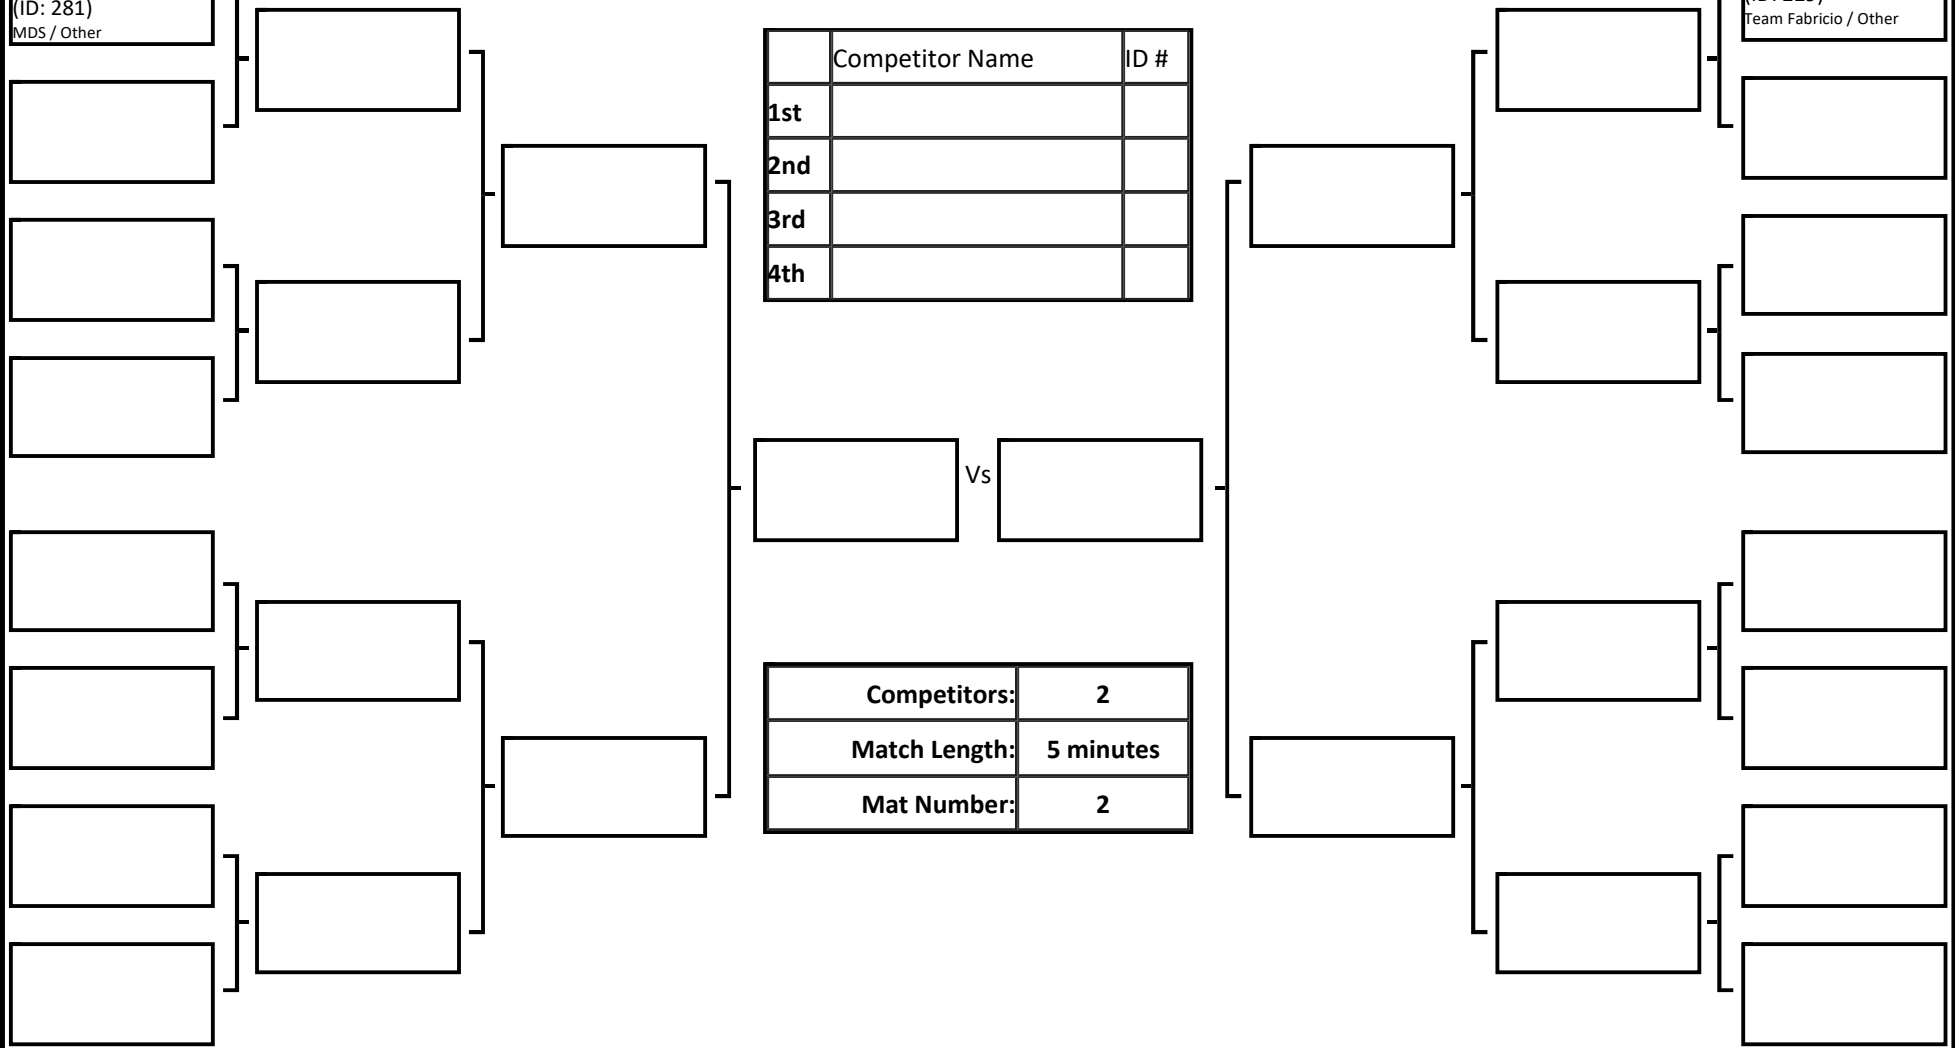 (ID: 281)
MDS / Other
Team Fabricio / Other
Competitor Name ID #
1st
2nd
3rd
4th
Vs
Competitors: 2
Match Length: 5 minutes
Mat Number: 2